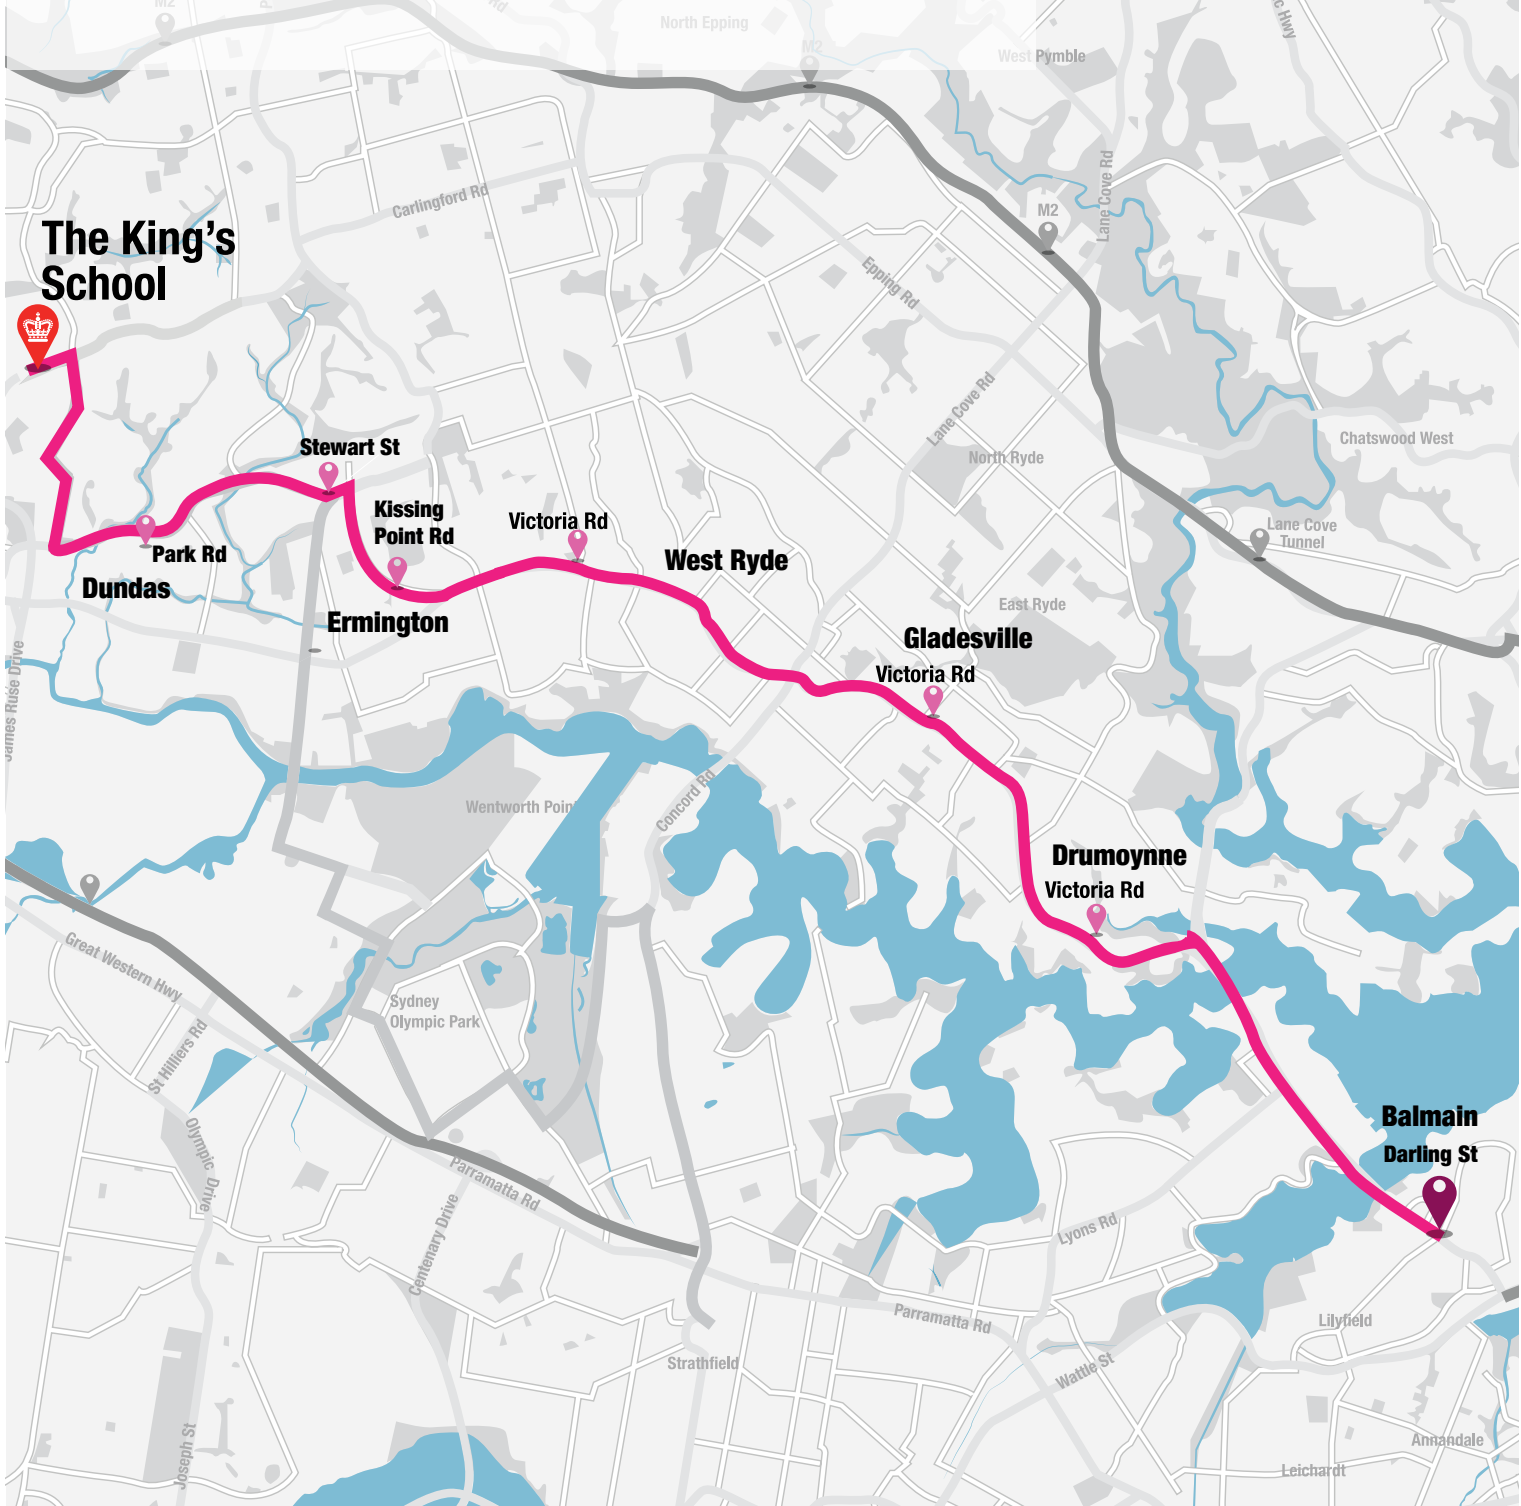 M2
Rd
North Epping
M2
West Pymble
c Hwy
Carlingford Rd
Lane Cove Rd
M2
The King's
School
Epping Rd
Lane Cove Rd
Chatswood West
Stewart St
North Ryde
Kissing
Point Rd
Victoria Rd
Lane Cove
Tunnel
Park Rd
West Ryde
Dundas
East Ryde
Ermington
Gladesville
Victoria Rd
James Ruse Drive
Wentworth Poin
Concord Rd
Drumoynne
Victoria Rd
Great Western Hwy
Sydney
Olympic Park
St Hilliers Rd
Balmain
Darling St
Olympic Drive
Parramatta Rd
Centenary Drive
Lyons Rd
Parramatta Rd
Lilyfield
Strathfield
Wattle St
Joseph St
Annandale
Leichardt